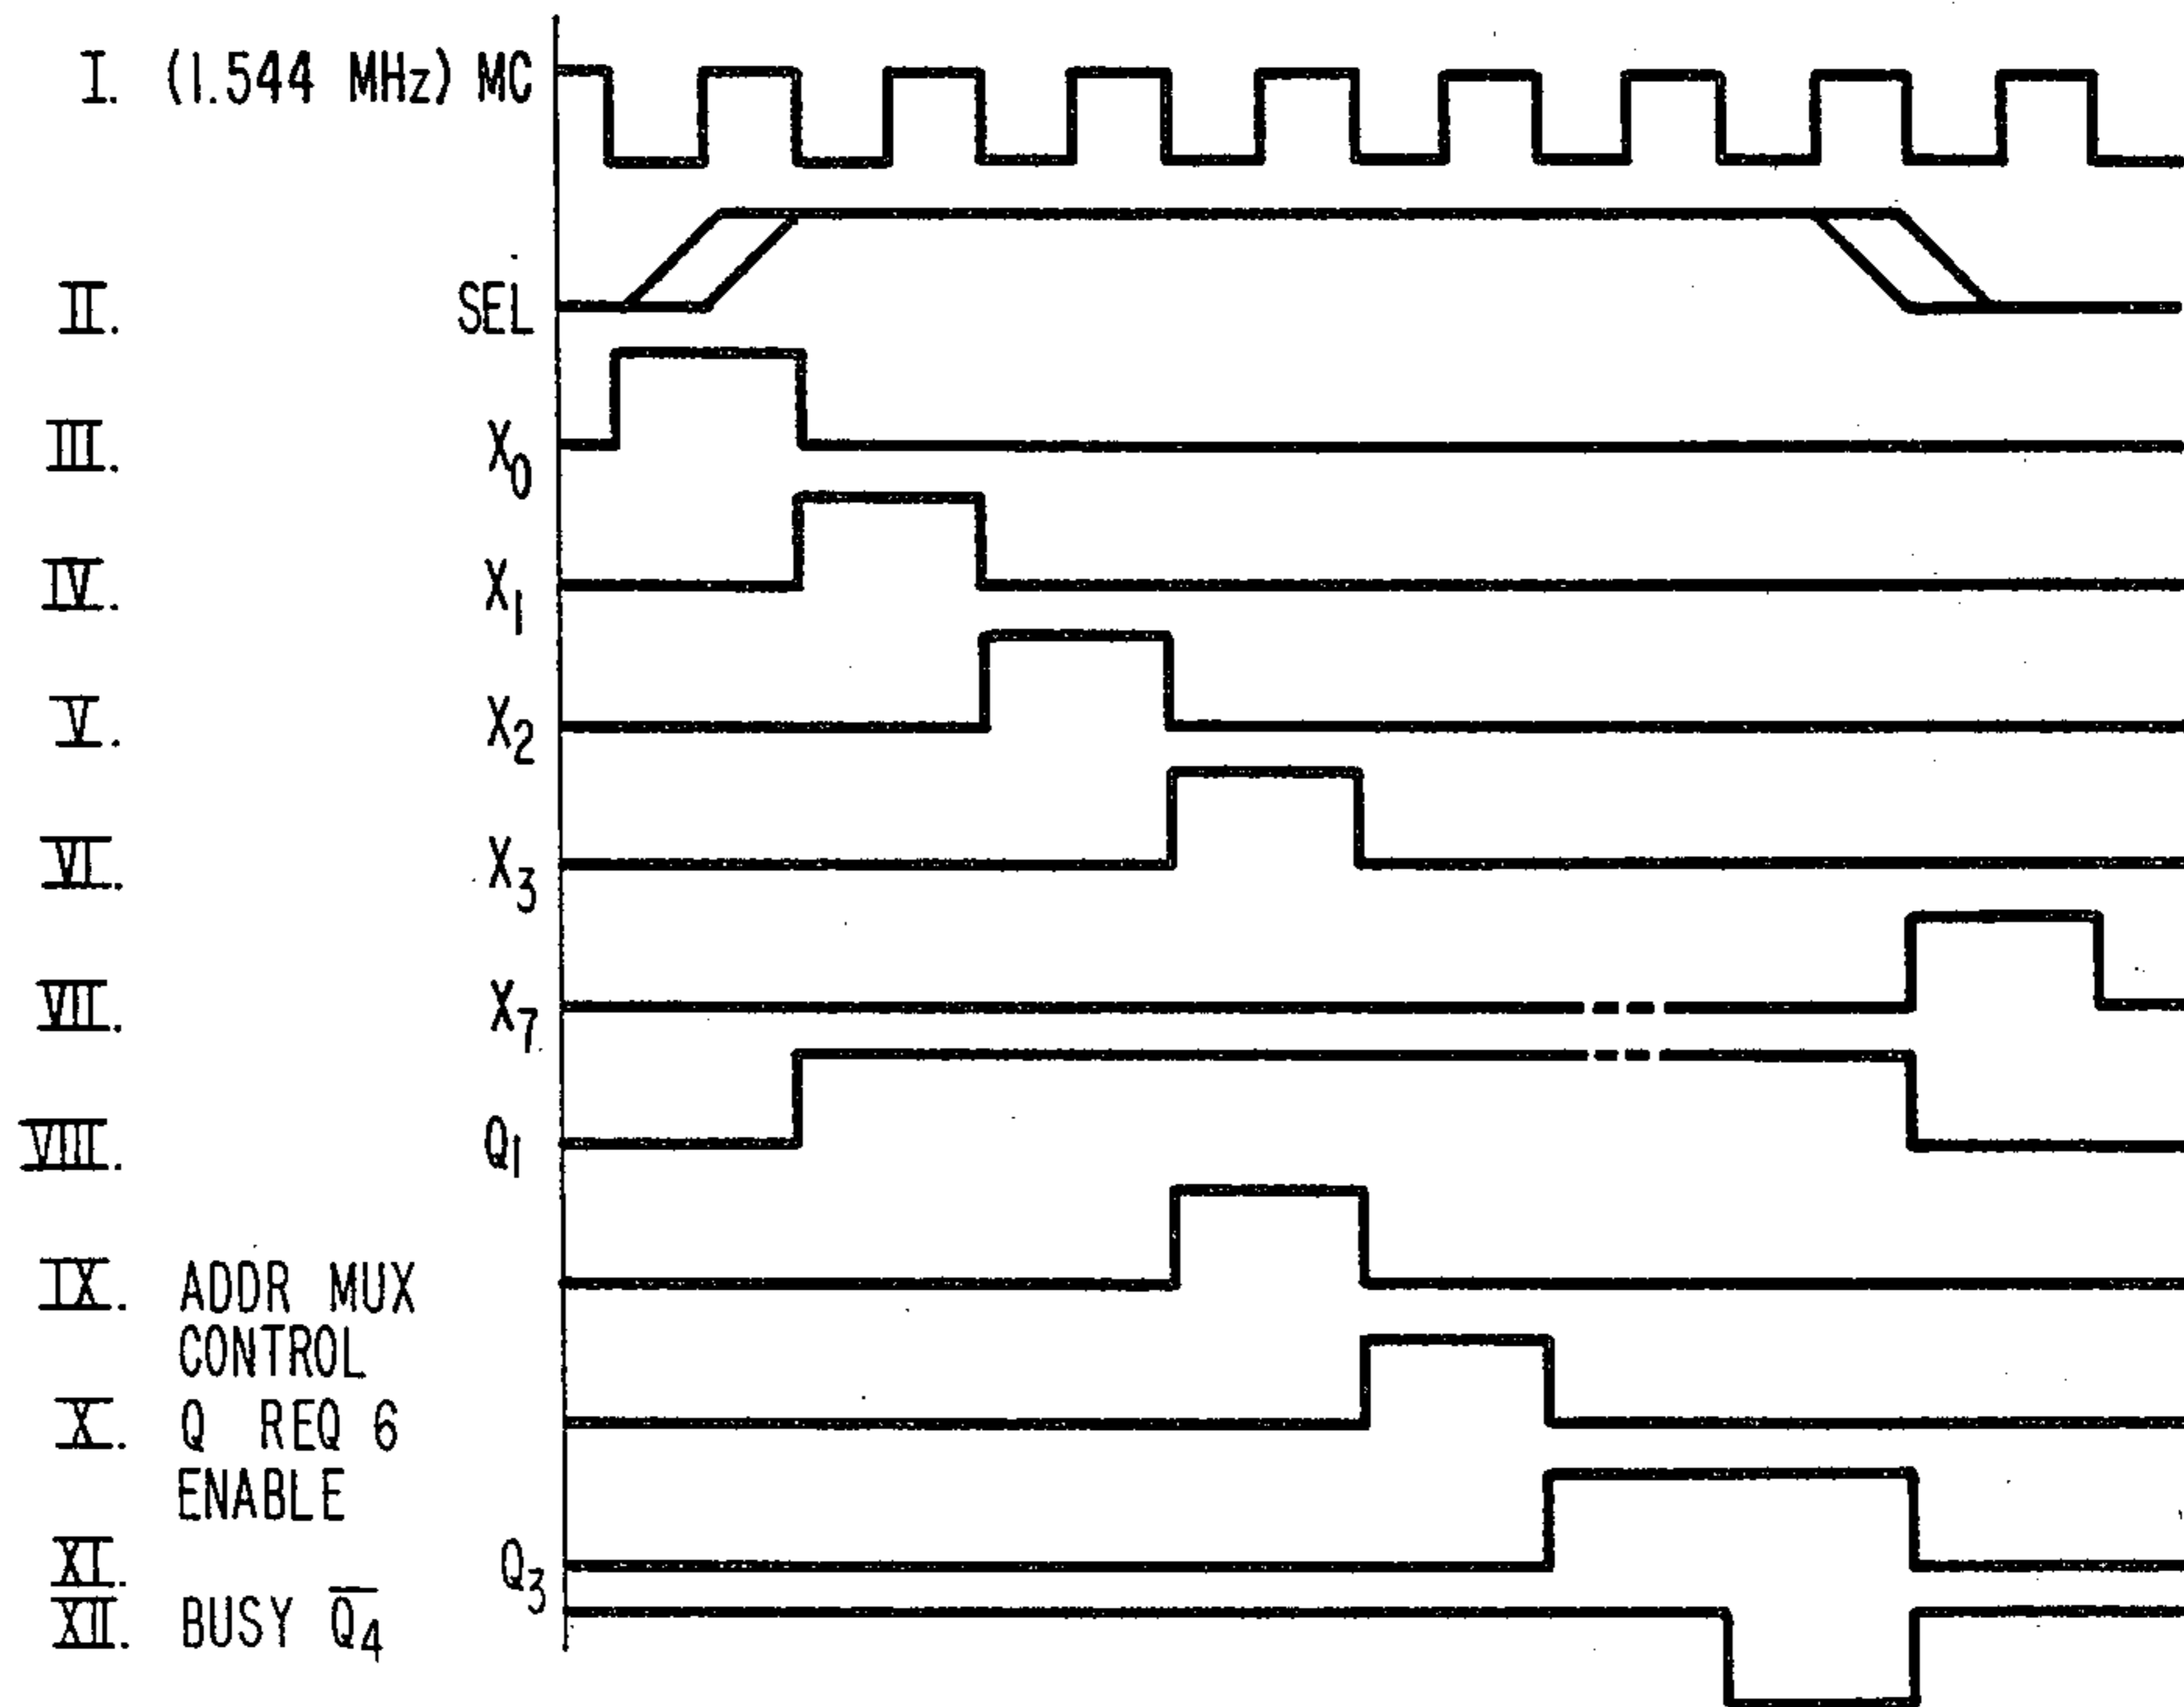 I. (1.544 MHz) MC
II. SEL
III. X0
IV. X1
V. X2
VI. X3
VII. X7
VIII. Q1
IX. ADDR MUX
CONTROL
X. Q REQ 6
ENABLE
XI. Q3
XII. BUSY Q̅4